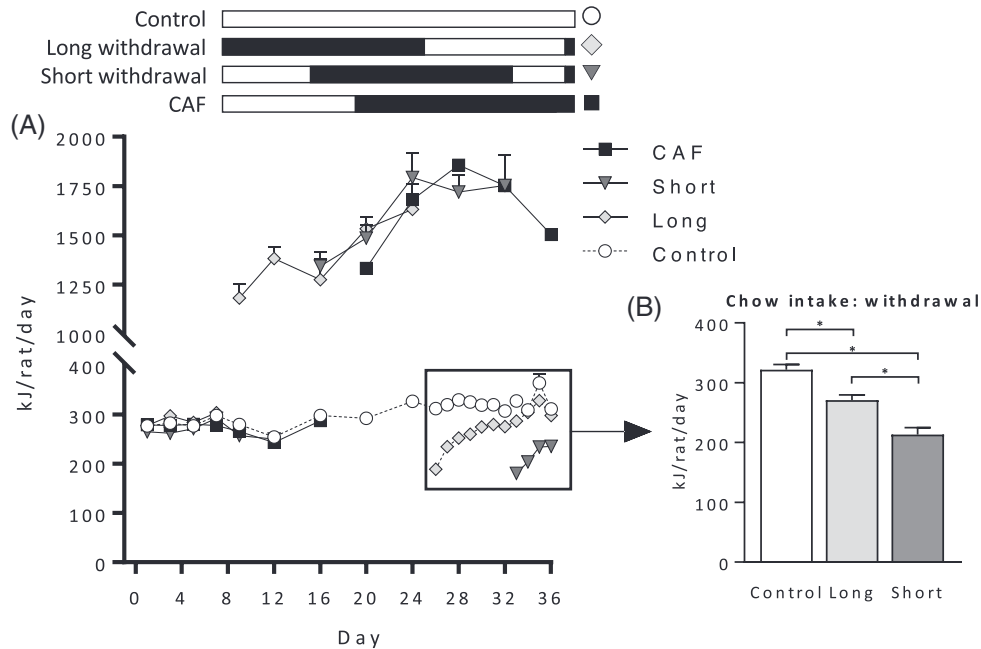 Control
Long withdrawal
Short withdrawal
CAF
(A)
2000
1750
1500
1250
1000
400
300
200
100
0
kJ/rat/day
0 4 8 12 16 20 24 28 32 36
Day
CAF
Short
Long
Control
(B)
Chow intake: withdrawal
400
300
200
100
0
kJ/rat/day
*
*
*
Control Long Short